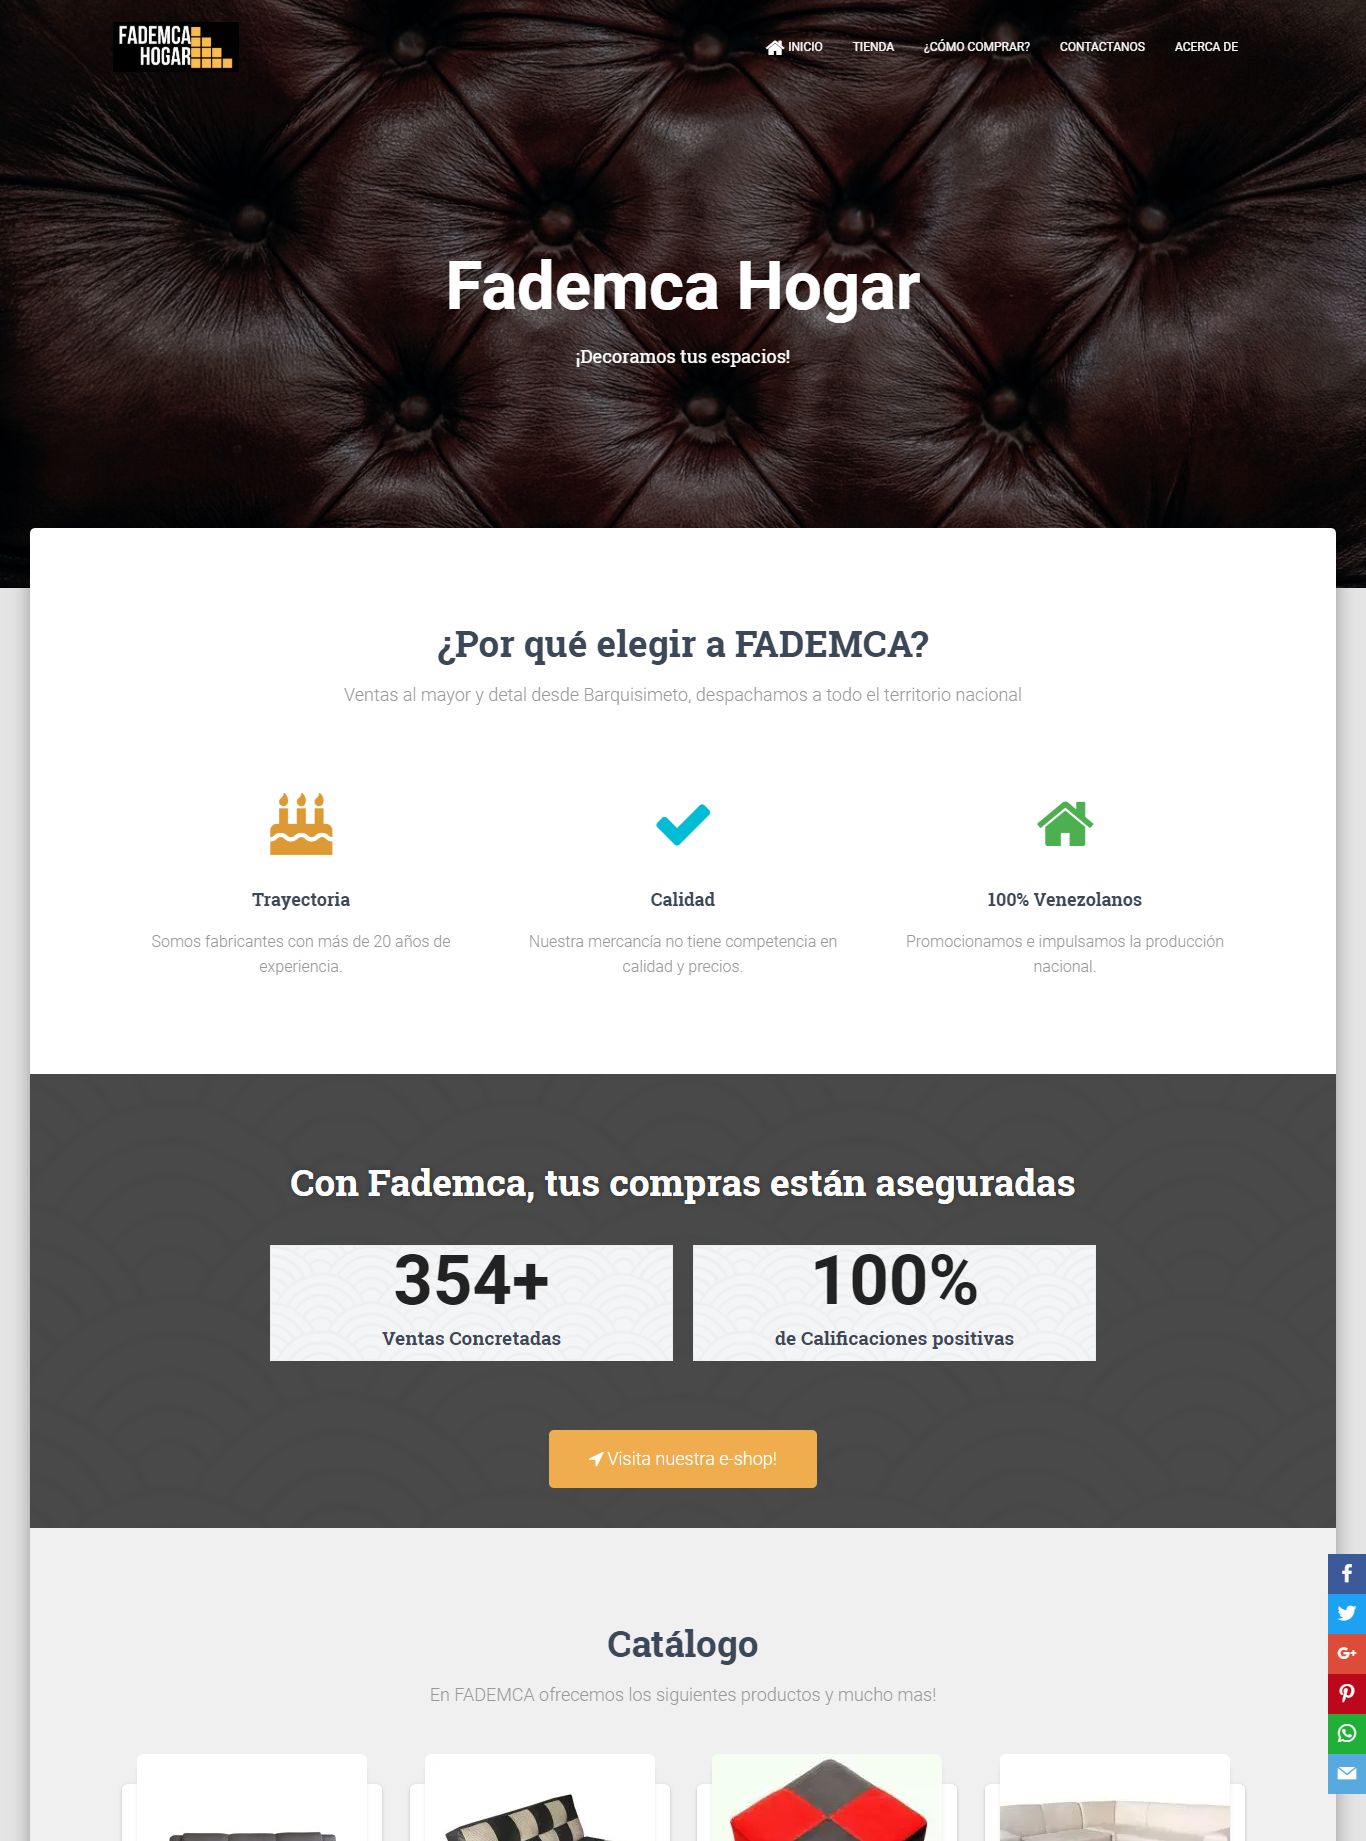 FADEMCA
HOGAR
INICIO
TIENDA
¿CÓMO COMPRAR?
CONTACTANOS
ACERCA DE
Fademca Hogar
¡Decoramos tus espacios!
¿Por qué elegir a FADEMCA?
Ventas al mayor y detal desde Barquisimeto, despachamos a todo el territorio nacional
Trayectoria
Somos fabricantes con más de 20 años de
experiencia.
Calidad
Nuestra mercancía no tiene competencia en
calidad y precios.
100% Venezolanos
Promocionamos e impulsamos la producción
nacional.
Con Fademca, tus compras están aseguradas
354+
Ventas Concretadas
100%
de Calificaciones positivas
Visita nuestra e-shop!
Catálogo
En FADEMCA ofrecemos los siguientes productos y mucho mas!